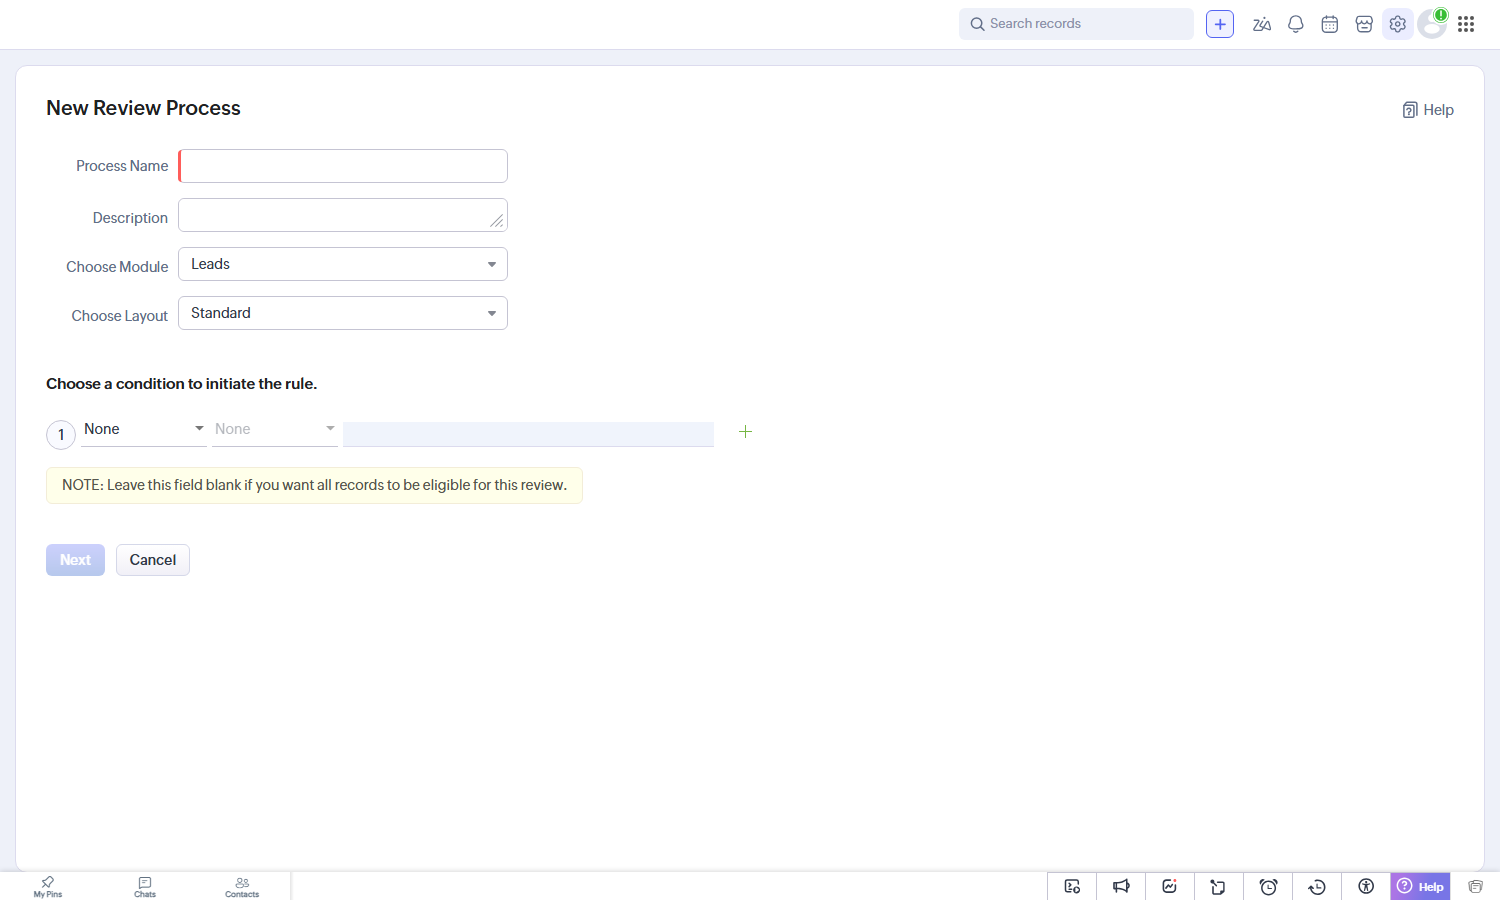 Search records
New Review Process
Help
Process Name
Description
Choose Module
Leads
Choose Layout
Standard
Choose a condition to initiate the rule.
1
None
None
NOTE: Leave this field blank if you want all records to be eligible for this review.
Next
Cancel
My Pins
Chats
Contacts
Help